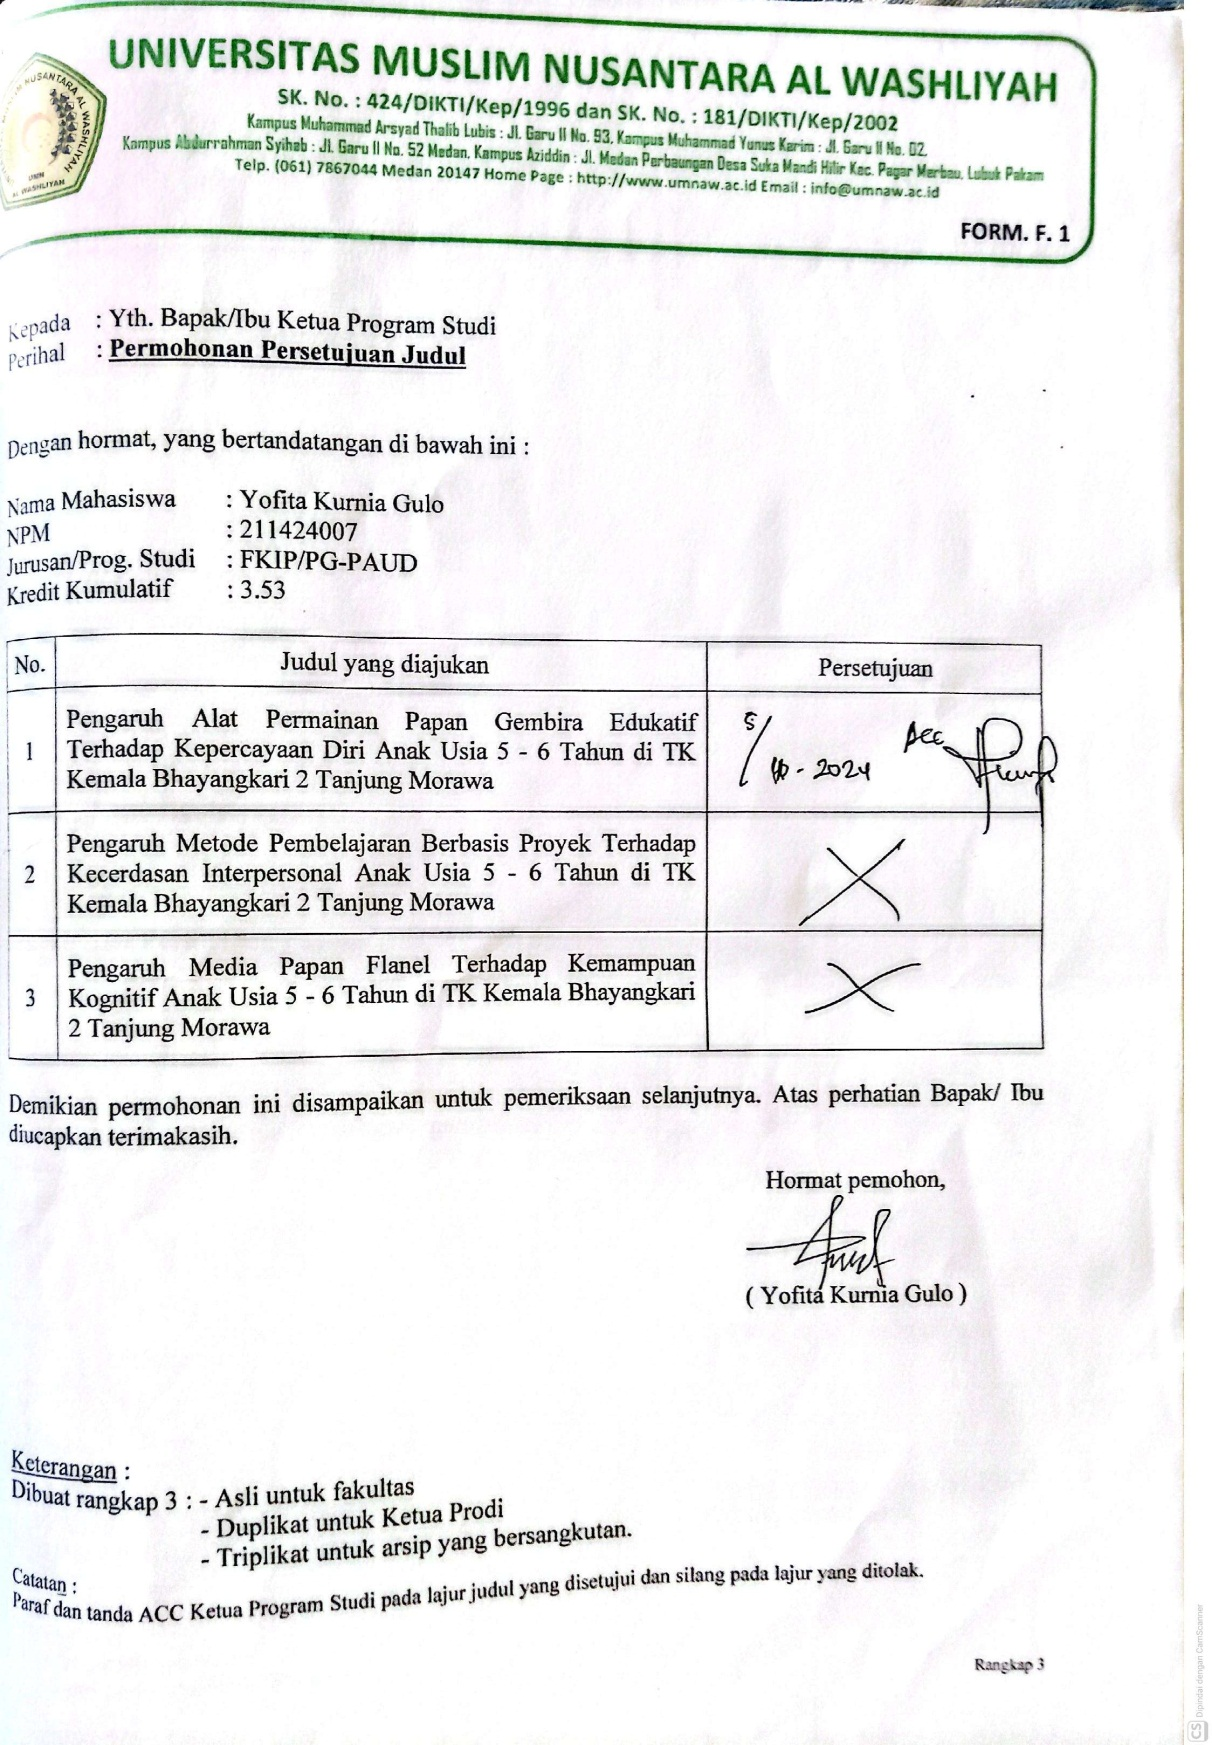 UNIVERSITAS MUSLIM NUSANTARA AL WASHLIYAH
SK. No. : 424/DIKTI/Kep/1996 dan SK. No. : 181/DIKTI/Kep/2002
Kampus Muhammad Arsyad Thalib Lubis : Jl. Garu II No. 93, Kampus Muhammad Yunus Karim : Jl. Garu II No. 02,
Kampus Abdurrahman Syihab : Jl. Garu II No. 52 Medan, Kampus Aziddin : Jl. Medan Perbaungan Desa Suka Mandi Hilir Kec. Pagar Merbau, Lubuk Pakam
Telp. (061) 7867044 Medan 20147 Home Page : http://www.umnaw.ac.id Email : info@umnaw.ac.id
NUSANTARA AL WASHLIYAH
UMN
AL WASHLIYAH
FORM. F. 1
Kepada : Yth. Bapak/Ibu Ketua Program Studi
Perihal : Permohonan Persetujuan Judul
Dengan hormat, yang bertandatangan di bawah ini :
Nama Mahasiswa : Yofita Kurnia Gulo
NPM : 211424007
Jurusan/Prog. Studi : FKIP/PG-PAUD
Kredit Kumulatif : 3.53
No. Judul yang diajukan Persetujuan
1 Pengaruh Alat Permainan Papan Gembira Edukatif
Terhadap Kepercayaan Diri Anak Usia 5 - 6 Tahun di TK
Kemala Bhayangkari 2 Tanjung Morawa
5/ - 2024 Acc
2 Pengaruh Metode Pembelajaran Berbasis Proyek Terhadap
Kecerdasan Interpersonal Anak Usia 5 - 6 Tahun di TK
Kemala Bhayangkari 2 Tanjung Morawa
3 Pengaruh Media Papan Flanel Terhadap Kemampuan
Kognitif Anak Usia 5 - 6 Tahun di TK Kemala Bhayangkari
2 Tanjung Morawa
Demikian permohonan ini disampaikan untuk pemeriksaan selanjutnya. Atas perhatian Bapak/ Ibu
diucapkan terimakasih.
Hormat pemohon,
( Yofita Kurnia Gulo )
Keterangan :
Dibuat rangkap 3 : - Asli untuk fakultas
- Duplikat untuk Ketua Prodi
- Triplikat untuk arsip yang bersangkutan.
Catatan :
Paraf dan tanda ACC Ketua Program Studi pada lajur judul yang disetujui dan silang pada lajur yang ditolak.
Rangkap 3
CS Dipindai dengan CamScanner